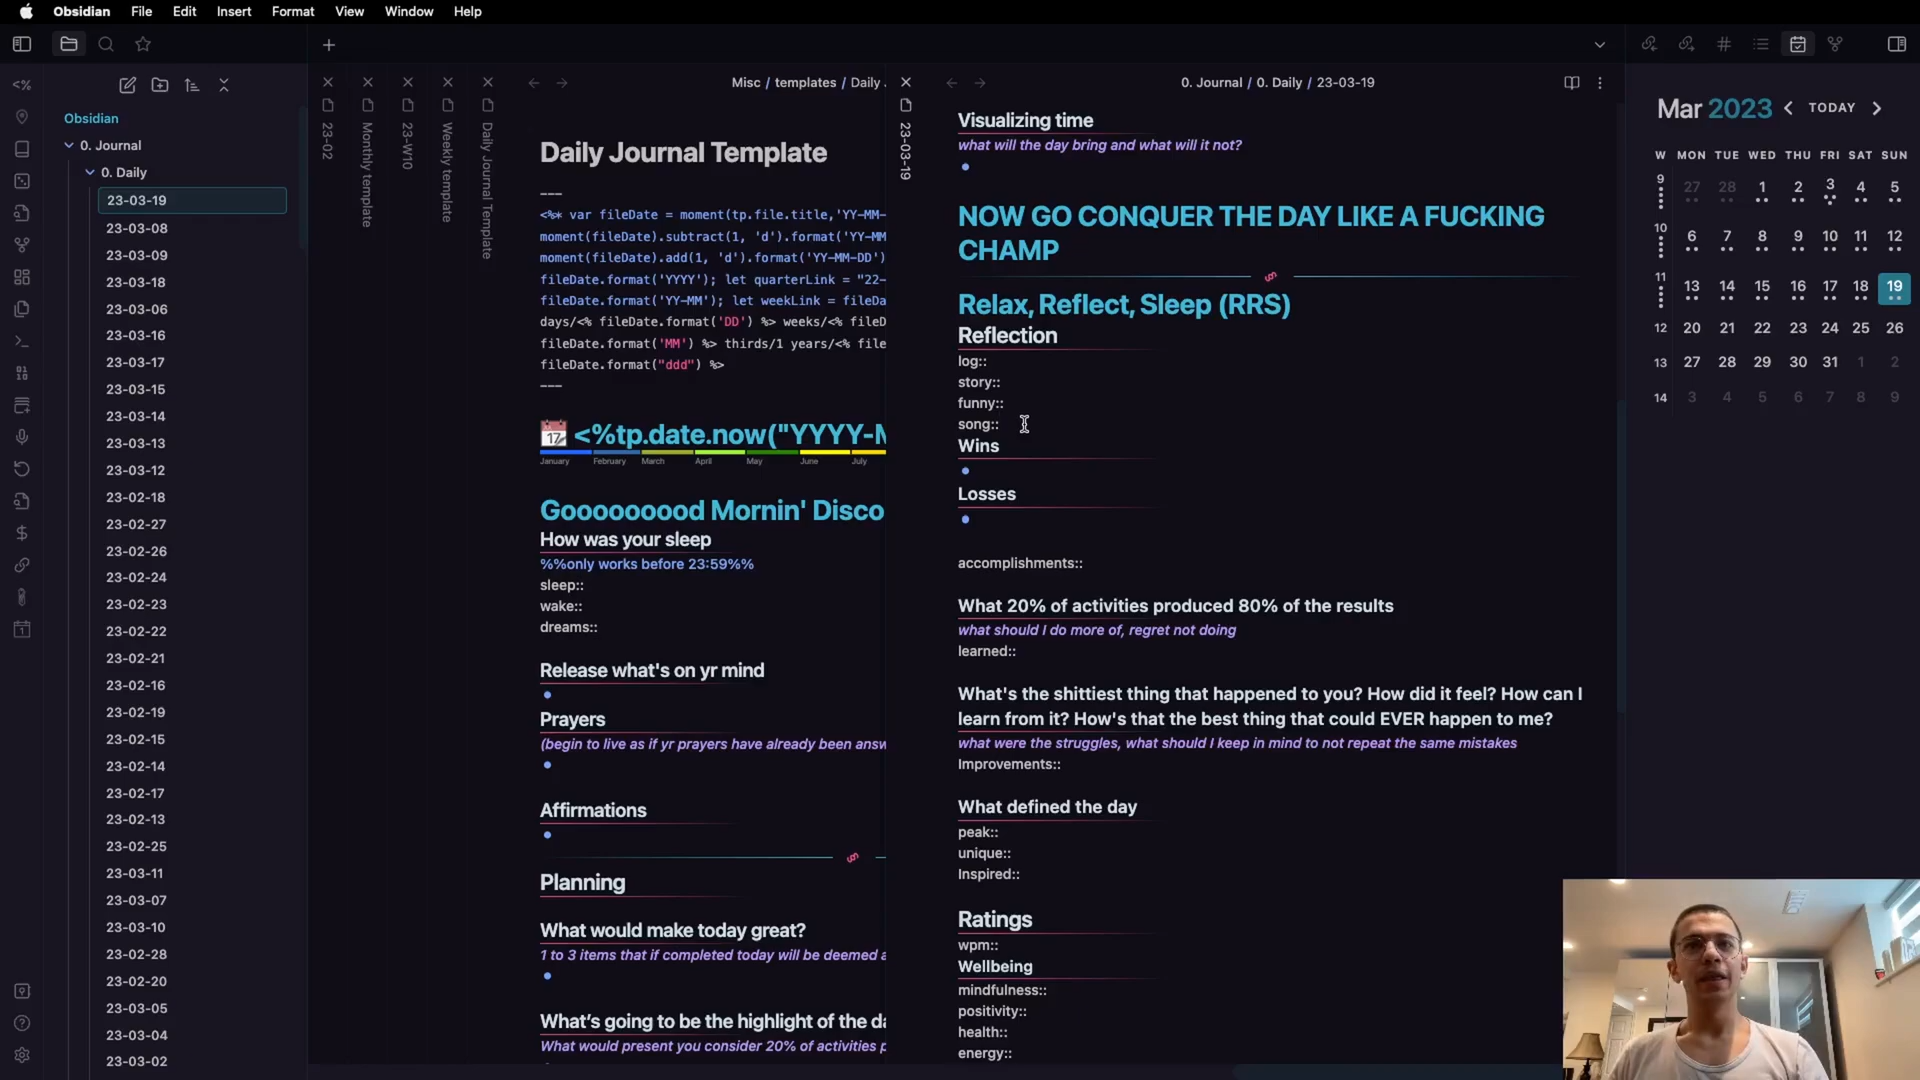 Obsidian File Edit Insert Format View Window Help
Obsidian
0. Journal
0. Daily
23-03-19
23-03-08
23-03-09
23-03-18
23-03-06
23-03-16
23-03-17
23-03-15
23-03-14
23-03-13
23-03-12
23-02-18
23-02-27
23-02-26
23-02-24
23-02-23
23-02-22
23-02-21
23-02-16
23-02-19
23-02-15
23-02-14
23-02-17
23-02-13
23-02-25
23-03-11
23-03-07
23-03-10
23-02-28
23-02-20
23-03-05
23-03-04
23-03-02
23-02
Monthly template
23-W10
Weekly template
Daily Journal Template
Misc / templates / Daily
Daily Journal Template
---
<%* var fileDate = moment(tp.file.title,'YY-MM-
moment(fileDate).subtract(1, 'd').format('YY-MM
moment(fileDate).add(1, 'd').format('YY-MM-DD')
fileDate.format('YYYY'); let quarterLink = "22-
fileDate.format('YY-MM'); let weekLink = fileDa
days/<% fileDate.format('DD') %> weeks/<% fileD
fileDate.format('MM') %> thirds/1 years/<% file
fileDate.format("ddd") %>
---
17 <%tp.date.now("YYYY-M
January February March April May June July
Gooooooood Mornin' Disco
How was your sleep
%%only works before 23:59%%
sleep::
wake::
dreams::
Release what's on yr mind
Prayers
(begin to live as if yr prayers have already been answ
Affirmations
Planning
What would make today great?
1 to 3 items that if completed today will be deemed a
What's going to be the highlight of the da
What would present you consider 20% of activities p
23-03-19
0. Journal / 0. Daily / 23-03-19
Visualizing time
what will the day bring and what will it not?
NOW GO CONQUER THE DAY LIKE A FUCKING
CHAMP
Relax, Reflect, Sleep (RRS)
Reflection
log::
story::
funny::
song::
Wins
Losses
accomplishments::
What 20% of activities produced 80% of the results
what should I do more of, regret not doing
learned::
What's the shittiest thing that happened to you? How did it feel? How can I
learn from it? How's that the best thing that could EVER happen to me?
what were the struggles, what should I keep in mind to not repeat the same mistakes
Improvements::
What defined the day
peak::
unique::
Inspired::
Ratings
wpm::
Wellbeing
mindfulness::
positivity::
health::
energy::
Mar 2023 TODAY
W MON TUE WED THU FRI SAT SUN
9 27 28 1 2 3 4 5
10 6 7 8 9 10 11 12
11 13 14 15 16 17 18 19
12 20 21 22 23 24 25 26
13 27 28 29 30 31 1 2
14 3 4 5 6 7 8 9